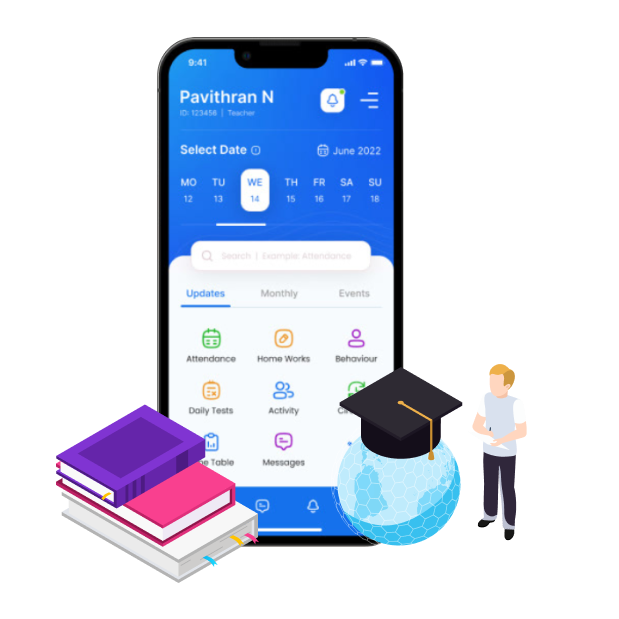 9:41
Pavithran N
ID: 123456 | Teacher
Select Date
June 2022
MO TU WE TH FR SA SU
12 13 14 15 16 17 18
Search | Example: Attendance
Updates Monthly Events
Attendance Home Works Behaviour
Daily Tests Activity
Table Messages